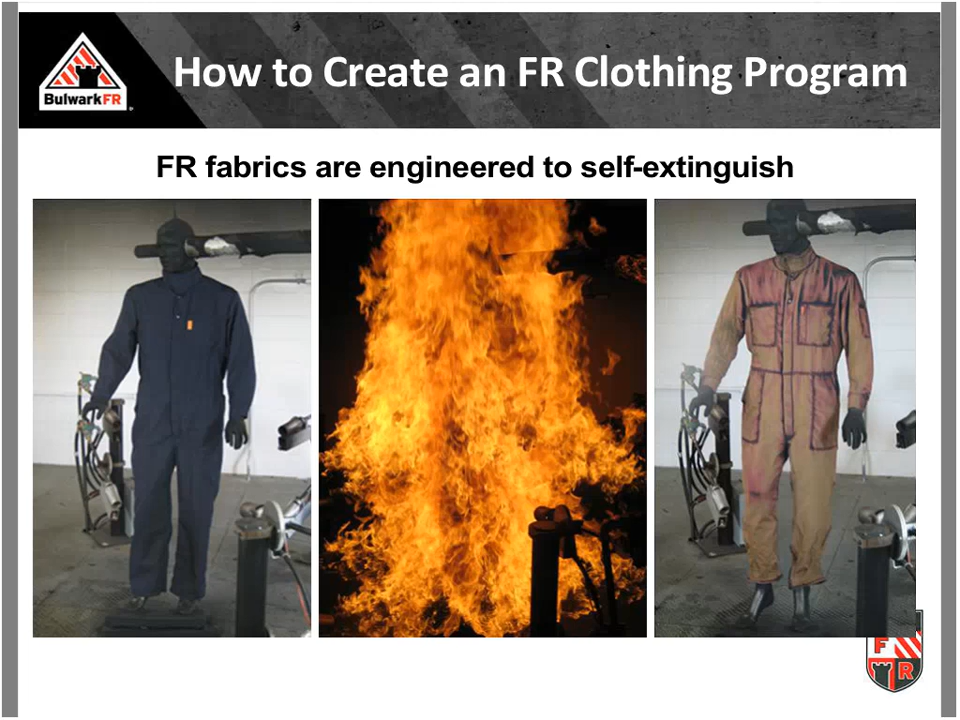 BulwarkFR
How to Create an FR Clothing Program
FR fabrics are engineered to self-extinguish
F
R